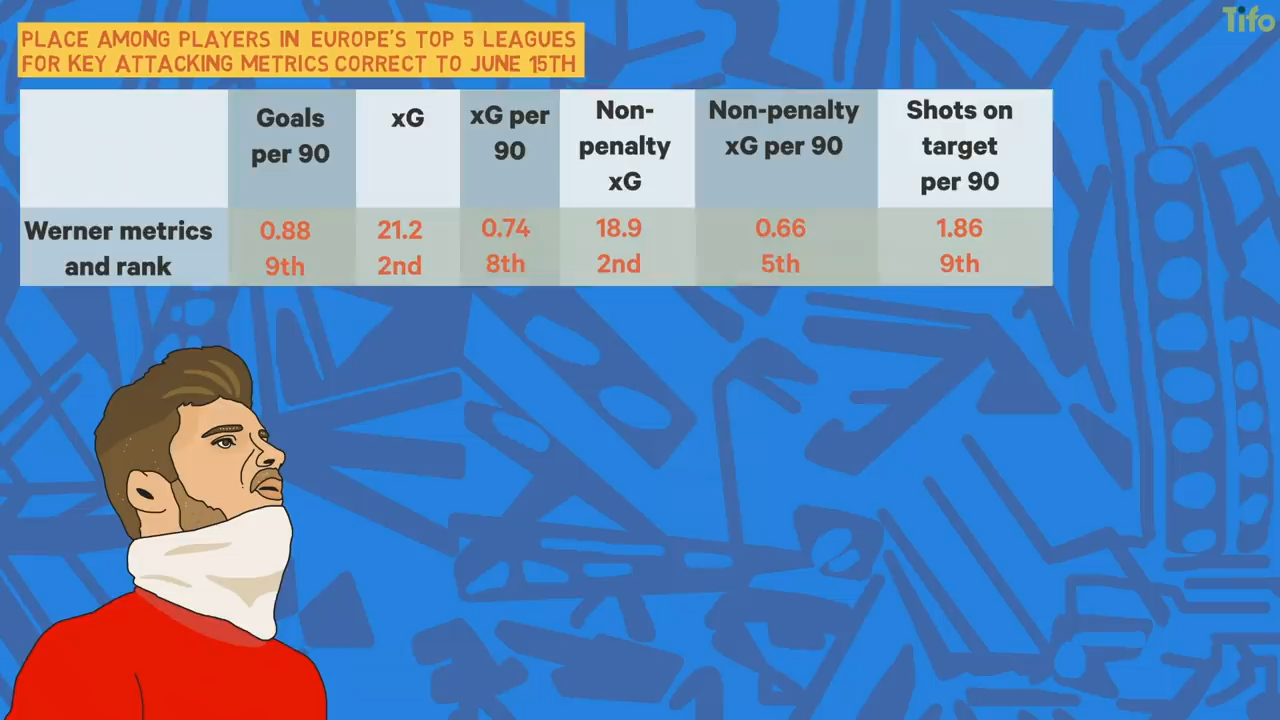 Tifo
PLACE AMONG PLAYERS IN EUROPE'S TOP 5 LEAGUES
FOR KEY ATTACKING METRICS CORRECT TO JUNE 15TH
Goals per 90
xG
xG per 90
Non-penalty xG
Non-penalty xG per 90
Shots on target per 90
Werner metrics and rank
0.88 21.2 0.74 18.9 0.66 1.86
9th 2nd 8th 2nd 5th 9th